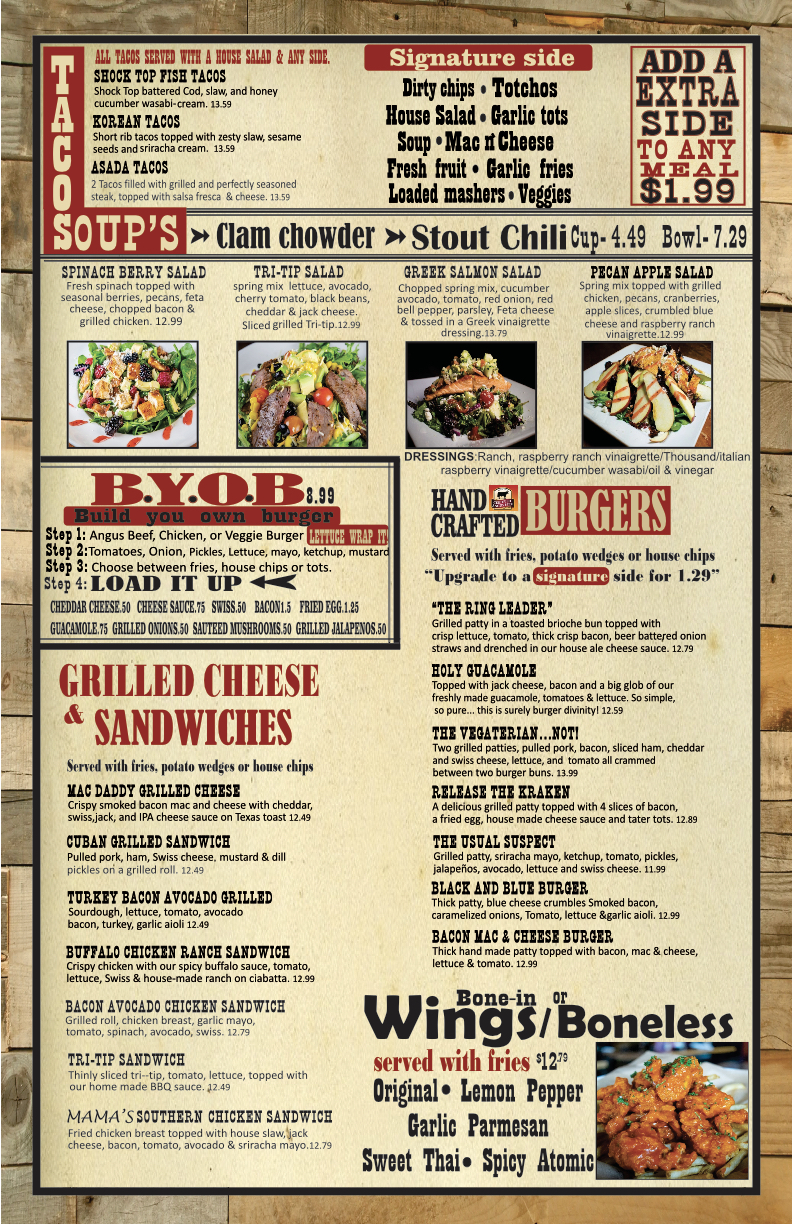 TACOS
ALL TACOS SERVED WITH A HOUSE SALAD & ANY SIDE.
SHOCK TOP FISH TACOS
Shock Top battered Cod, slaw, and honey
cucumber wasabi-cream. 13.59
KOREAN TACOS
Short rib tacos topped with zesty slaw, sesame
seeds and sriracha cream. 13.59
ASADA TACOS
2 Tacos filled with grilled and perfectly seasoned
steak, topped with salsa fresca & cheese. 13.59
Signature side
Dirty chips • Totchos
House Salad • Garlic tots
Soup • Mac n' Cheese
Fresh fruit • Garlic fries
Loaded mashers • Veggies
ADD A
EXTRA
SIDE
TO ANY
MEAL
$1.99
SOUP'S
Clam chowder Stout Chili Cup- 4.49 Bowl- 7.29
SPINACH BERRY SALAD
Fresh spinach topped with
seasonal berries, pecans, feta
cheese, chopped bacon &
grilled chicken. 12.99
TRI-TIP SALAD
spring mix lettuce, avocado,
cherry tomato, black beans,
cheddar & jack cheese.
Sliced grilled Tri-tip.12.99
GREEK SALMON SALAD
Chopped spring mix, cucumber
avocado, tomato, red onion, red
bell pepper, parsley, Feta cheese
& tossed in a Greek vinaigrette
dressing.13.79
PECAN APPLE SALAD
Spring mix topped with grilled
chicken, pecans, cranberries,
apple slices, crumbled blue
cheese and raspberry ranch
vinaigrette.12.99
DRESSINGS:Ranch, raspberry ranch vinaigrette/Thousand/italian
raspberry vinaigrette/cucumber wasabi/oil & vinegar
B.Y.O.B 8.99
Build you own burger
Step 1: Angus Beef, Chicken, or Veggie Burger LETTUCE WRAP IT
Step 2:Tomatoes, Onion, Pickles, Lettuce, mayo, ketchup, mustard
Step 3: Choose between fries, house chips or tots.
Step 4: LOAD IT UP
CHEDDAR CHEESE.50 CHEESE SAUCE.75 SWISS.50 BACON1.5 FRIED EGG.1.25
GUACAMOLE.75 GRILLED ONIONS.50 SAUTEED MUSHROOMS.50 GRILLED JALAPENOS.50
HAND
CRAFTED
BURGERS
Served with fries, potato wedges or house chips
“Upgrade to a signature side for 1.29”
“THE RING LEADER”
Grilled patty in a toasted brioche bun topped with
crisp lettuce, tomato, thick crisp bacon, beer battered onion
straws and drenched in our house ale cheese sauce. 12.79
HOLY GUACAMOLE
Topped with jack cheese, bacon and a big glob of our
freshly made guacamole, tomatoes & lettuce. So simple,
so pure... this is surely burger divinity! 12.59
THE VEGATERIAN...NOT!
Two grilled patties, pulled pork, bacon, sliced ham, cheddar
and swiss cheese, lettuce, and tomato all crammed
between two burger buns. 13.99
RELEASE THE KRAKEN
A delicious grilled patty topped with 4 slices of bacon,
a fried egg, house made cheese sauce and tater tots. 12.89
THE USUAL SUSPECT
Grilled patty, sriracha mayo, ketchup, tomato, pickles,
jalapeños, avocado, lettuce and swiss cheese. 11.99
BLACK AND BLUE BURGER
Thick patty, blue cheese crumbles Smoked bacon,
caramelized onions, Tomato, lettuce &garlic aioli. 12.99
BACON MAC & CHEESE BURGER
Thick hand made patty topped with bacon, mac & cheese,
lettuce & tomato. 12.99
GRILLED CHEESE
& SANDWICHES
Served with fries, potato wedges or house chips
MAC DADDY GRILLED CHEESE
Crispy smoked bacon mac and cheese with cheddar,
swiss,jack, and IPA cheese sauce on Texas toast 12.49
CUBAN GRILLED SANDWICH
Pulled pork, ham, Swiss cheese, mustard & dill
pickles on a grilled roll. 12.49
TURKEY BACON AVOCADO GRILLED
Sourdough, lettuce, tomato, avocado
bacon, turkey, garlic aioli 12.49
BUFFALO CHICKEN RANCH SANDWICH
Crispy chicken with our spicy buffalo sauce, tomato,
lettuce, Swiss & house-made ranch on ciabatta. 12.99
BACON AVOCADO CHICKEN SANDWICH
Grilled roll, chicken breast, garlic mayo,
tomato, spinach, avocado, swiss. 12.79
TRI-TIP SANDWICH
Thinly sliced tri--tip, tomato, lettuce, topped with
our home made BBQ sauce. 12.49
MAMA'S SOUTHERN CHICKEN SANDWICH
Fried chicken breast topped with house slaw, jack
cheese, bacon, tomato, avocado & sriracha mayo.12.79
Bone-in or
Wings/Boneless
served with fries $12.79
Original • Lemon Pepper
Garlic Parmesan
Sweet Thai • Spicy Atomic